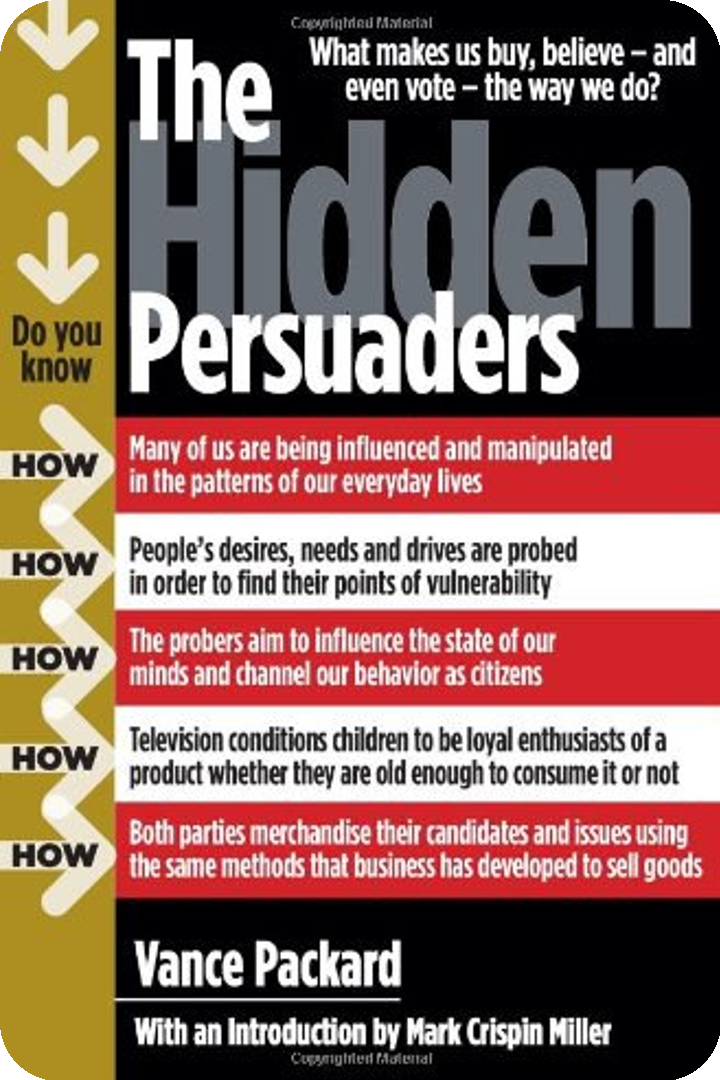 Copyrighted Material
What makes us buy, believe – and
even vote – the way we do?
The
Hidden
Persuaders
Do you
know
HOW
Many of us are being influenced and manipulated
in the patterns of our everyday lives
HOW
People's desires, needs and drives are probed
in order to find their points of vulnerability
HOW
The probers aim to influence the state of our
minds and channel our behavior as citizens
HOW
Television conditions children to be loyal enthusiasts of a
product whether they are old enough to consume it or not
HOW
Both parties merchandise their candidates and issues using
the same methods that business has developed to sell goods
Vance Packard
With an Introduction by Mark Crispin Miller
Copyrighted Material